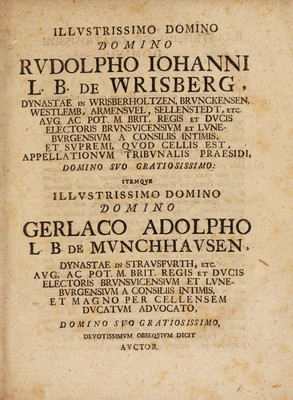 ILLVSTRISSIMO DOMINO
DOMINO
RVDOLPHO IOHANNI
L. B. DE WRISBERG,
DYNASTAE IN WRISBERHOLTZEN, BRVNCKENSEN,
WESTLEMB, ARMENSVEL, SELLENSTEDT, ETC.
AVG. AC POT. M. BRIT. REGIS ET DVCIS
ELECTORIS BRVNSVICENSIVM ET LVNE-
BVRGENSIVM A CONSILIIS INTIMIS,
ET SVPREMI, QVOD CELLIS EST,
APPELLATIONVM TRIBVNALIS PRAESIDI,
DOMINO SVO GRATIOSISSIMO:
ITEMQVE
ILLVSTRISSIMO DOMINO
DOMINO
GERLACO ADOLPHO
L. B. DE MVNCHHAVSEN,
DYNASTAE IN STRAVSFVRTH, ETC.
AVG. AC POT. M. BRIT. REGIS ET DVCIS
ELECTORIS BRVNSVICENSIVM ET LVNE-
BVRGENSIVM A CONSILIIS INTIMIS,
ET MAGNO PER CELLENSEM
DVCATVM ADVOCATO,
DOMINO SVO GRATIOSISSIMO,
DEVOTISSIMVM OBSEQVIVM DICIT
AVCTOR.